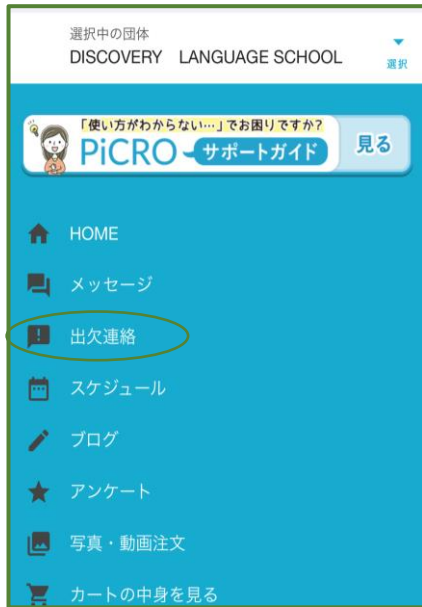 選択中の団体
DISCOVERY LANGUAGE SCHOOL
選択
「使い方がわからない…」でお困りですか?
PiCRO サポートガイド
見る
HOME
メッセージ
出欠連絡
スケジュール
ブログ
アンケート
写真・動画注文
カートの中身を見る